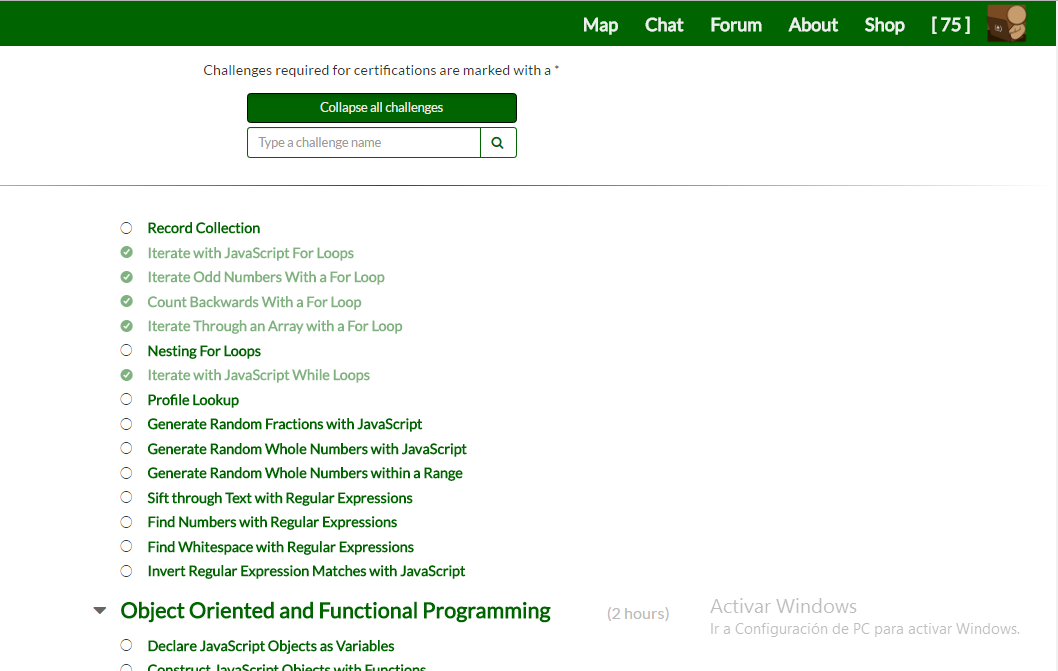 Map Chat Forum About Shop [ 75 ]
Challenges required for certifications are marked with a *
Collapse all challenges
Type a challenge name
Record Collection
Iterate with JavaScript For Loops
Iterate Odd Numbers With a For Loop
Count Backwards With a For Loop
Iterate Through an Array with a For Loop
Nesting For Loops
Iterate with JavaScript While Loops
Profile Lookup
Generate Random Fractions with JavaScript
Generate Random Whole Numbers with JavaScript
Generate Random Whole Numbers within a Range
Sift through Text with Regular Expressions
Find Numbers with Regular Expressions
Find Whitespace with Regular Expressions
Invert Regular Expression Matches with JavaScript
Object Oriented and Functional Programming (2 hours)
Activar Windows
Ir a Configuración de PC para activar Windows.
Declare JavaScript Objects as Variables
Construct JavaScript Objects with Functions